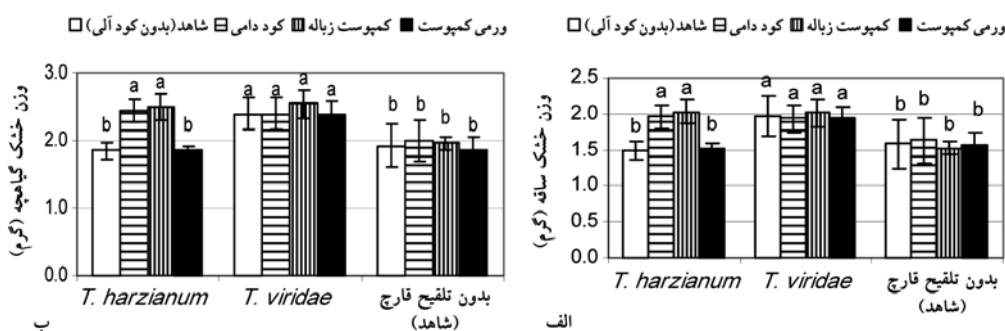 شاهد(بدون کود آلی) کود دامی کمپوست زباله ورمی کمپوست
وزن خشک ساقه (گرم)
2.5
2.0
1.5
1.0
0.5
0.0
b a a b a a a a b b b b
T. harzianum T. viridae بدون تلقیح قارچ
(شاهد)
الف
شاهد(بدون کود آلی) کود دامی کمپوست زباله ورمی کمپوست
وزن خشک گیاهچه (گرم)
3.0
2.0
1.0
0.0
b a a b a a a a b b b b
T. harzianum T. viridae بدون تلقیح قارچ
(شاهد)
ب